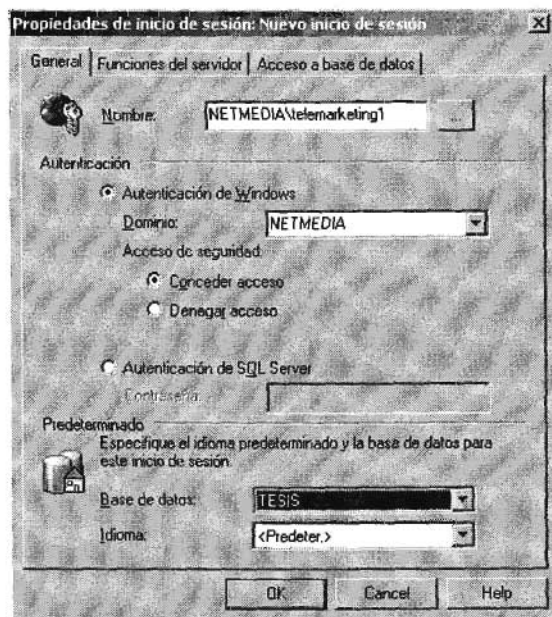 Propiedades de inicio de sesión: Nuevo inicio de sesión
General Funciones del servidor Acceso a base de datos
Nombre: NETMEDIA\telemarketing1 ...
Autenticación
Autenticación de Windows
Dominio: NETMEDIA
Acceso de seguridad:
Conceder acceso
Denegar acceso
Autenticación de SQL Server
Contraseña:
Predeterminado
Especifique el idioma predeterminado y la base de datos para
este inicio de sesión.
Base de datos: TESIS
Idioma: <Predeter.>
OK Cancel Help